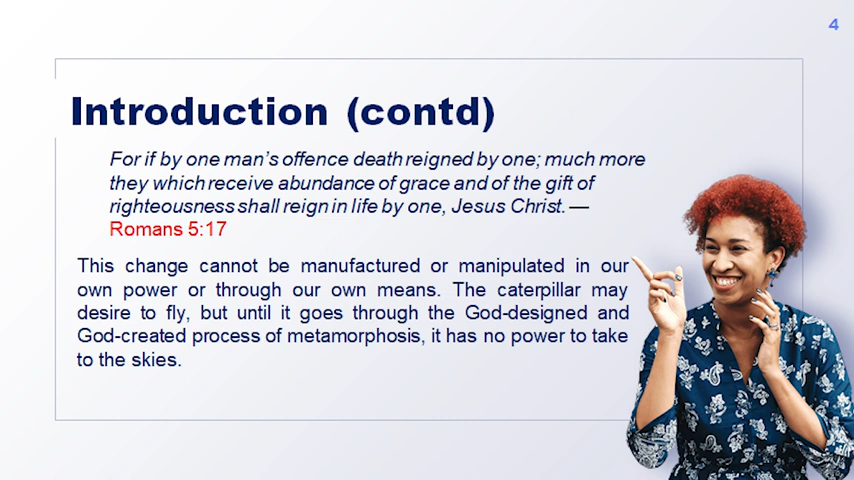 4
Introduction (contd)
For if by one man's offence death reigned by one; much more
they which receive abundance of grace and of the gift of
righteousness shall reign in life by one, Jesus Christ. —
Romans 5:17
This change cannot be manufactured or manipulated in our
own power or through our own means. The caterpillar may
desire to fly, but until it goes through the God-designed and
God-created process of metamorphosis, it has no power to take
to the skies.